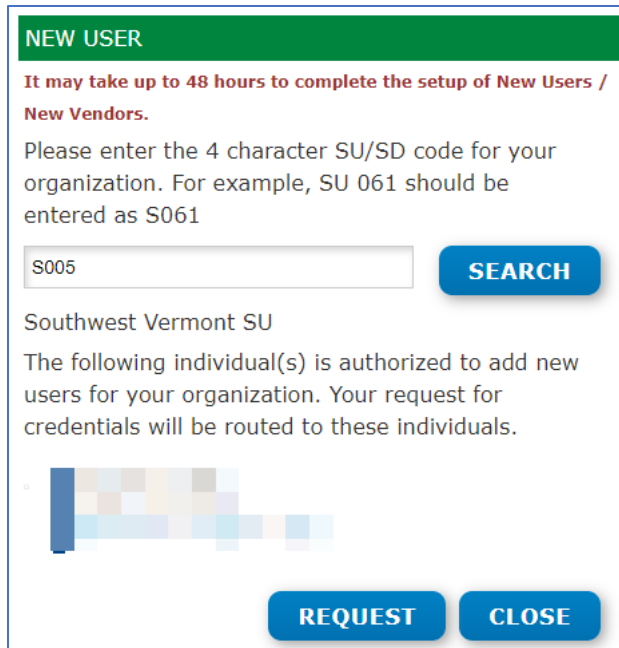 NEW USER
It may take up to 48 hours to complete the setup of New Users /
New Vendors.
Please enter the 4 character SU/SD code for your
organization. For example, SU 061 should be
entered as S061
S005
SEARCH
Southwest Vermont SU
The following individual(s) is authorized to add new
users for your organization. Your request for
credentials will be routed to these individuals.
REQUEST
CLOSE